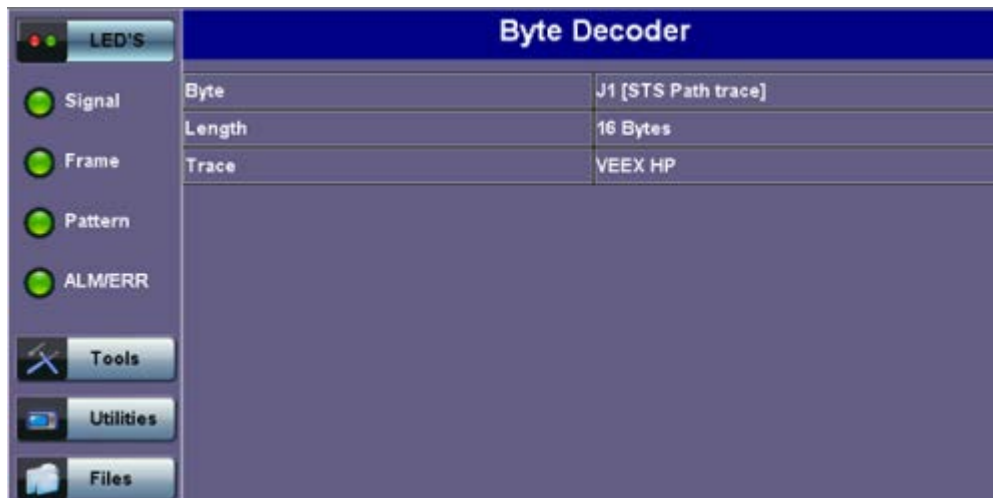 LED'S
Signal
Frame
Pattern
ALM/ERR
Tools
Utilities
Files
Byte Decoder
Byte J1 [STS Path trace]
Length 16 Bytes
Trace VEEX HP